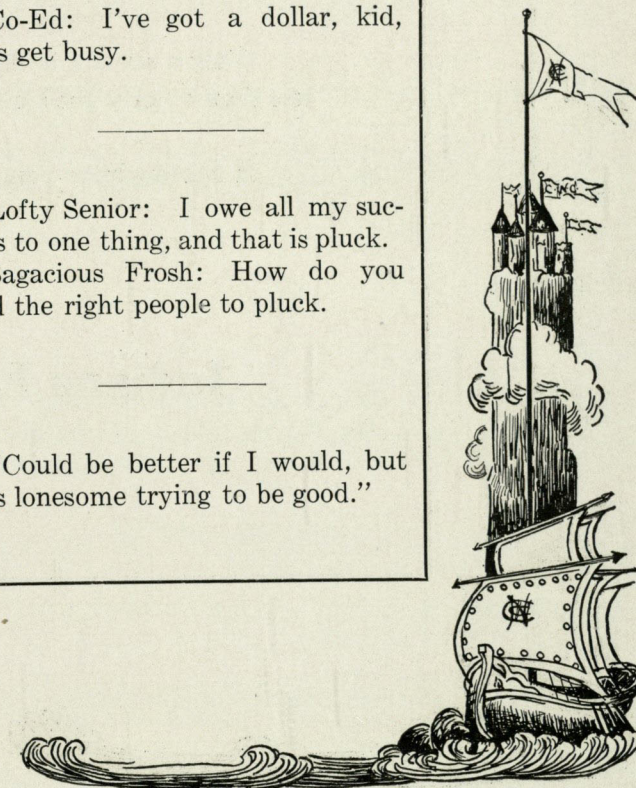 Co-Ed: I've got a dollar, kid,
s get busy.
Lofty Senior: I owe all my suc-
s to one thing, and that is pluck.
Sagacious Frosh: How do you
d the right people to pluck.
Could be better if I would, but
s lonesome trying to be good."